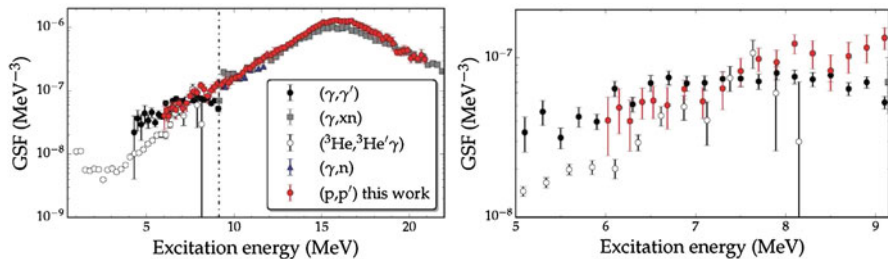 GSF (MeV⁻³)
10⁻⁶
10⁻⁷
10⁻⁸
10⁻⁹
5
10
15
20
Excitation energy (MeV)
(γ,γ′)
(γ,xn)
(³He,³He′γ)
(γ,n)
(p,p′) this work
GSF (MeV⁻³)
10⁻⁷
10⁻⁸
5
6
7
8
9
Excitation energy (MeV)